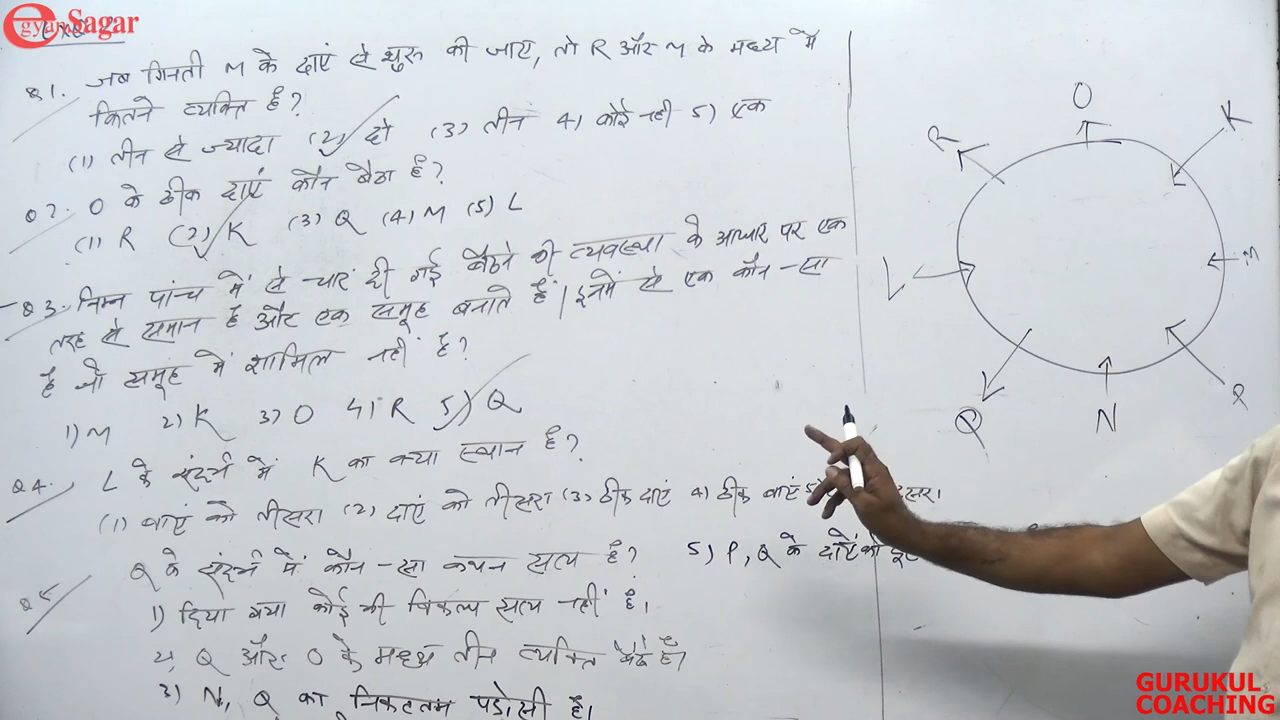 egyan Sagar
Q1. जब गिनती M के दाएं से शुरु की जाए, तो R और M के मध्य में
कितने व्यक्ति हैं?
(1) तीन से ज्यादा (2) दो (3) तीन 4) कोई नहीं 5) एक
Q2. O के ठीक दाएं कौन बैठा है?
(1) R (2) K (3) Q (4) M (5) L
Q3. निम्न पांच में से चार दी गई बैठने की व्यवस्था के आधार पर एक
तरह से समान है और एक समूह बनाते हैं। इनमें से एक कौन-सा
है जो समूह में शामिल नहीं है?
1) M 2) K 3) O 4) R 5) Q
Q4. L के संदर्भ में K का क्या स्थान है?
(1) बाएं को तीसरा (2) दाएं को तीसरा (3) ठीक दाएं 4) ठीक बाएं 5)
Q5 Q के संदर्भ में कौन-सा कथन सत्य है? 5) P, Q के दाएं को
1) दिया गया कोई भी विकल्प सत्य नहीं है।
2) Q और O के मध्य तीन व्यक्ति बैठे हैं।
3) N, Q का निकटतम पड़ोसी है।
O
R
K
L
M
Q
N
P
GURUKUL
COACHING